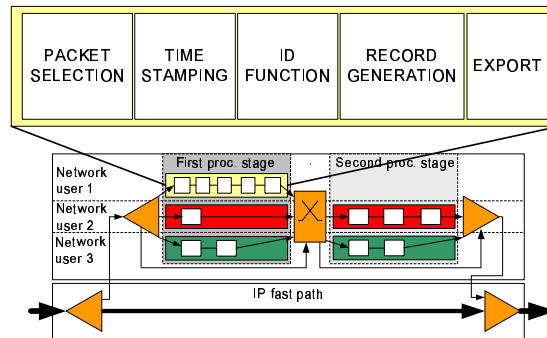 PACKET
SELECTION
TIME
STAMPING
ID
FUNCTION
RECORD
GENERATION
EXPORT
First proc. stage
Second proc. stage
Network
user 1
Network
user 2
Network
user 3
IP fast path